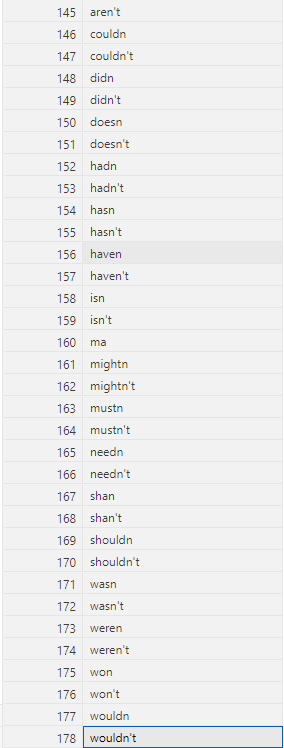 145 aren't
146 couldn
147 couldn't
148 didn
149 didn't
150 doesn
151 doesn't
152 hadn
153 hadn't
154 hasn
155 hasn't
156 haven
157 haven't
158 isn
159 isn't
160 ma
161 mightn
162 mightn't
163 mustn
164 mustn't
165 needn
166 needn't
167 shan
168 shan't
169 shouldn
170 shouldn't
171 wasn
172 wasn't
173 weren
174 weren't
175 won
176 won't
177 wouldn
178 wouldn't